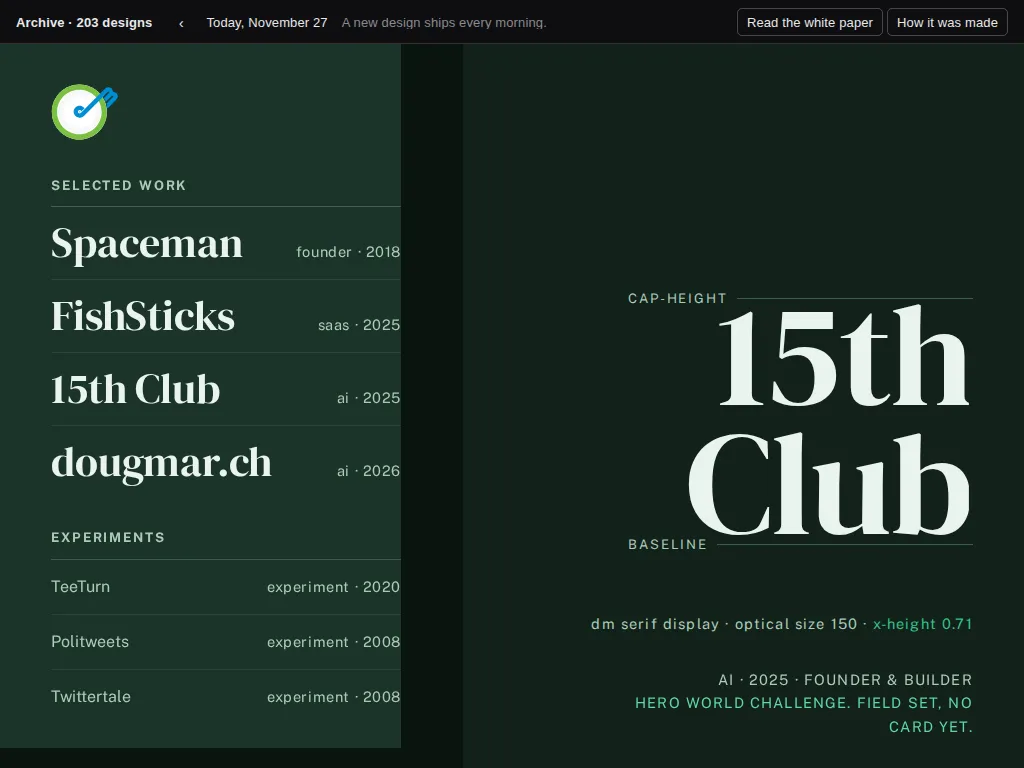 Archive · 203 designs ‹ Today, November 27 A new design ships every morning. Read the white paper How it was made
SELECTED WORK
Spaceman founder · 2018
FishSticks saas · 2025
15th Club ai · 2025
dougmar.ch ai · 2026
EXPERIMENTS
TeeTurn experiment · 2020
Politweets experiment · 2008
Twittertale experiment · 2008
CAP-HEIGHT
15th
Club
BASELINE
dm serif display · optical size 150 · x-height 0.71
AI · 2025 · FOUNDER & BUILDER
HERO WORLD CHALLENGE. FIELD SET, NO
CARD YET.